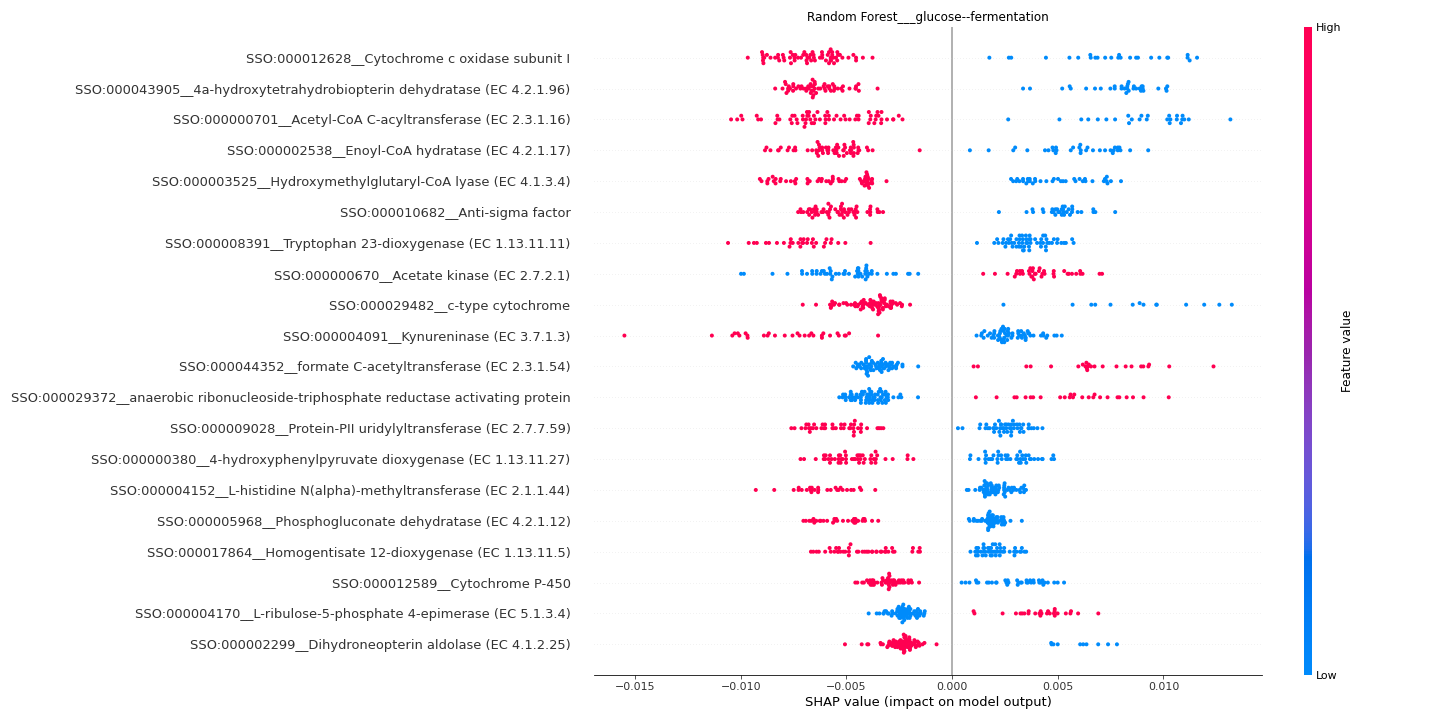 Random Forest___glucose--fermentation
High
SSO:000012628__Cytochrome c oxidase subunit I
SSO:000043905__4a-hydroxytetrahydrobiopterin dehydratase (EC 4.2.1.96)
SSO:000000701__Acetyl-CoA C-acyltransferase (EC 2.3.1.16)
SSO:000002538__Enoyl-CoA hydratase (EC 4.2.1.17)
SSO:000003525__Hydroxymethylglutaryl-CoA lyase (EC 4.1.3.4)
SSO:000010682__Anti-sigma factor
SSO:000008391__Tryptophan 23-dioxygenase (EC 1.13.11.11)
SSO:000000670__Acetate kinase (EC 2.7.2.1)
SSO:000029482__c-type cytochrome
SSO:000004091__Kynureninase (EC 3.7.1.3)
SSO:000044352__formate C-acetyltransferase (EC 2.3.1.54)
SSO:000029372__anaerobic ribonucleoside-triphosphate reductase activating protein
SSO:000009028__Protein-PII uridylyltransferase (EC 2.7.7.59)
SSO:000000380__4-hydroxyphenylpyruvate dioxygenase (EC 1.13.11.27)
SSO:000004152__L-histidine N(alpha)-methyltransferase (EC 2.1.1.44)
SSO:000005968__Phosphogluconate dehydratase (EC 4.2.1.12)
SSO:000017864__Homogentisate 12-dioxygenase (EC 1.13.11.5)
SSO:000012589__Cytochrome P-450
SSO:000004170__L-ribulose-5-phosphate 4-epimerase (EC 5.1.3.4)
SSO:000002299__Dihydroneopterin aldolase (EC 4.1.2.25)
Feature value
Low
−0.015 −0.010 −0.005 0.000 0.005 0.010
SHAP value (impact on model output)